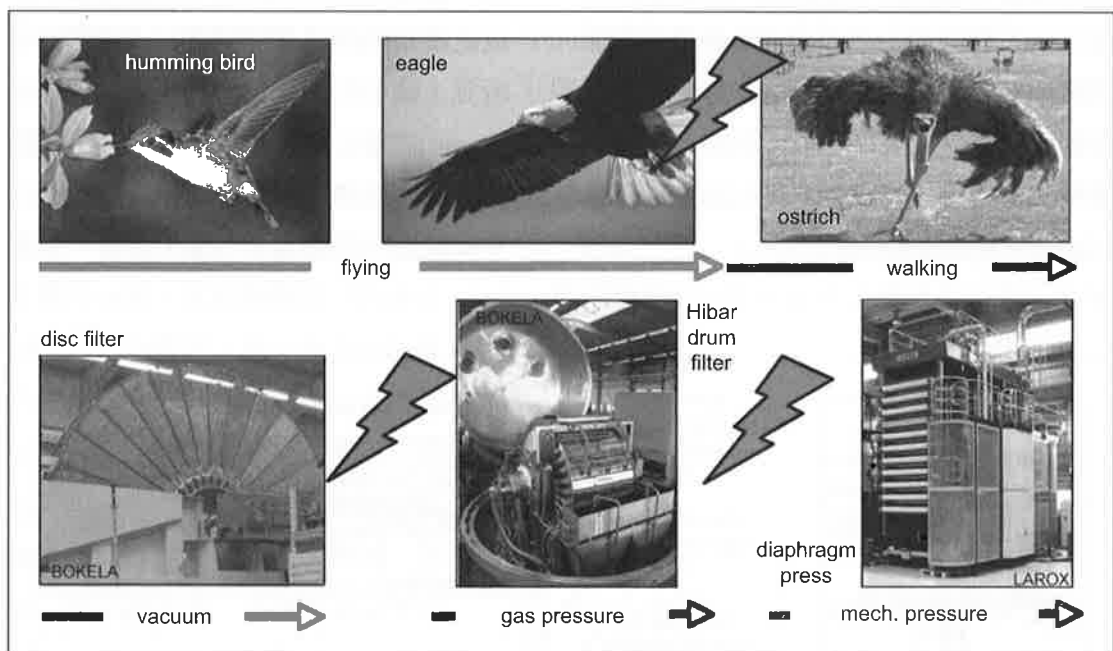 humming bird
eagle
ostrich
flying
walking
disc filter
BOKELA
Hibar
drum
filter
BOKELA
diaphragm
press
LAROX
vacuum
gas pressure
mech. pressure